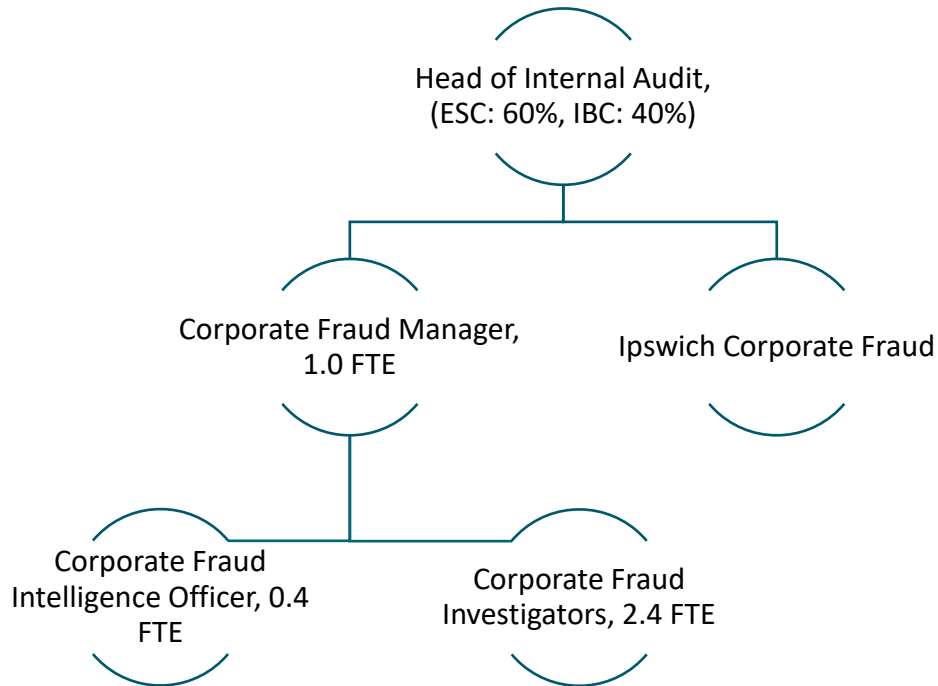 Head of Internal Audit,
(ESC: 60%, IBC: 40%)
Corporate Fraud Manager,
1.0 FTE
Ipswich Corporate Fraud
Corporate Fraud
Intelligence Officer, 0.4
FTE
Corporate Fraud
Investigators, 2.4 FTE